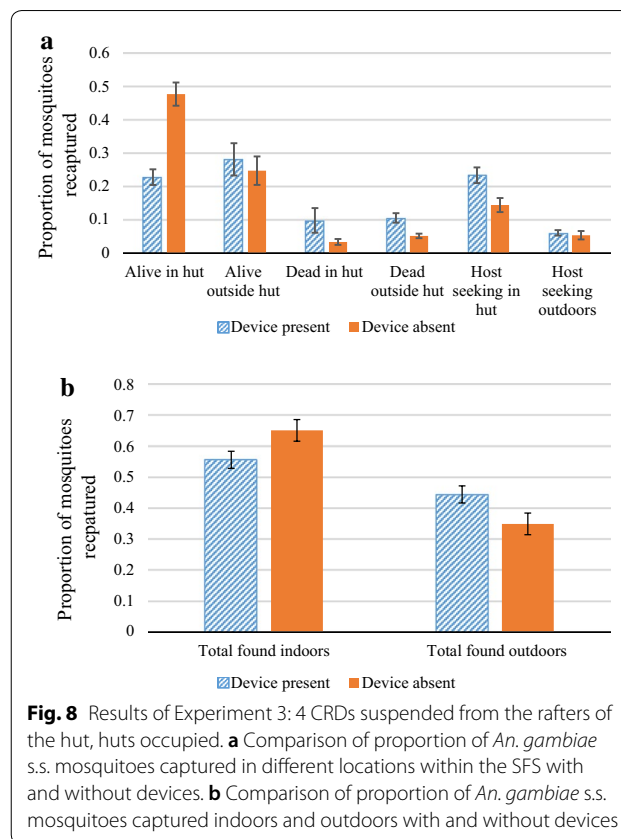 a
Proportion of mosquitoes recaptured
0.6
0.5
0.4
0.3
0.2
0.1
0
Alive in hut
Alive outside hut
Dead in hut
Dead outside hut
Host seeking in hut
Host seeking outdoors
Device present
Device absent
b
Proportion of mosquitoes recpatured
0.8
0.7
0.6
0.5
0.4
0.3
0.2
0.1
0
Total found indoors
Total found outdoors
Device present
Device absent
Fig. 8 Results of Experiment 3: 4 CRDs suspended from the rafters of
the hut, huts occupied. a Comparison of proportion of An. gambiae
s.s. mosquitoes captured in different locations within the SFS with
and without devices. b Comparison of proportion of An. gambiae s.s.
mosquitoes captured indoors and outdoors with and without devices